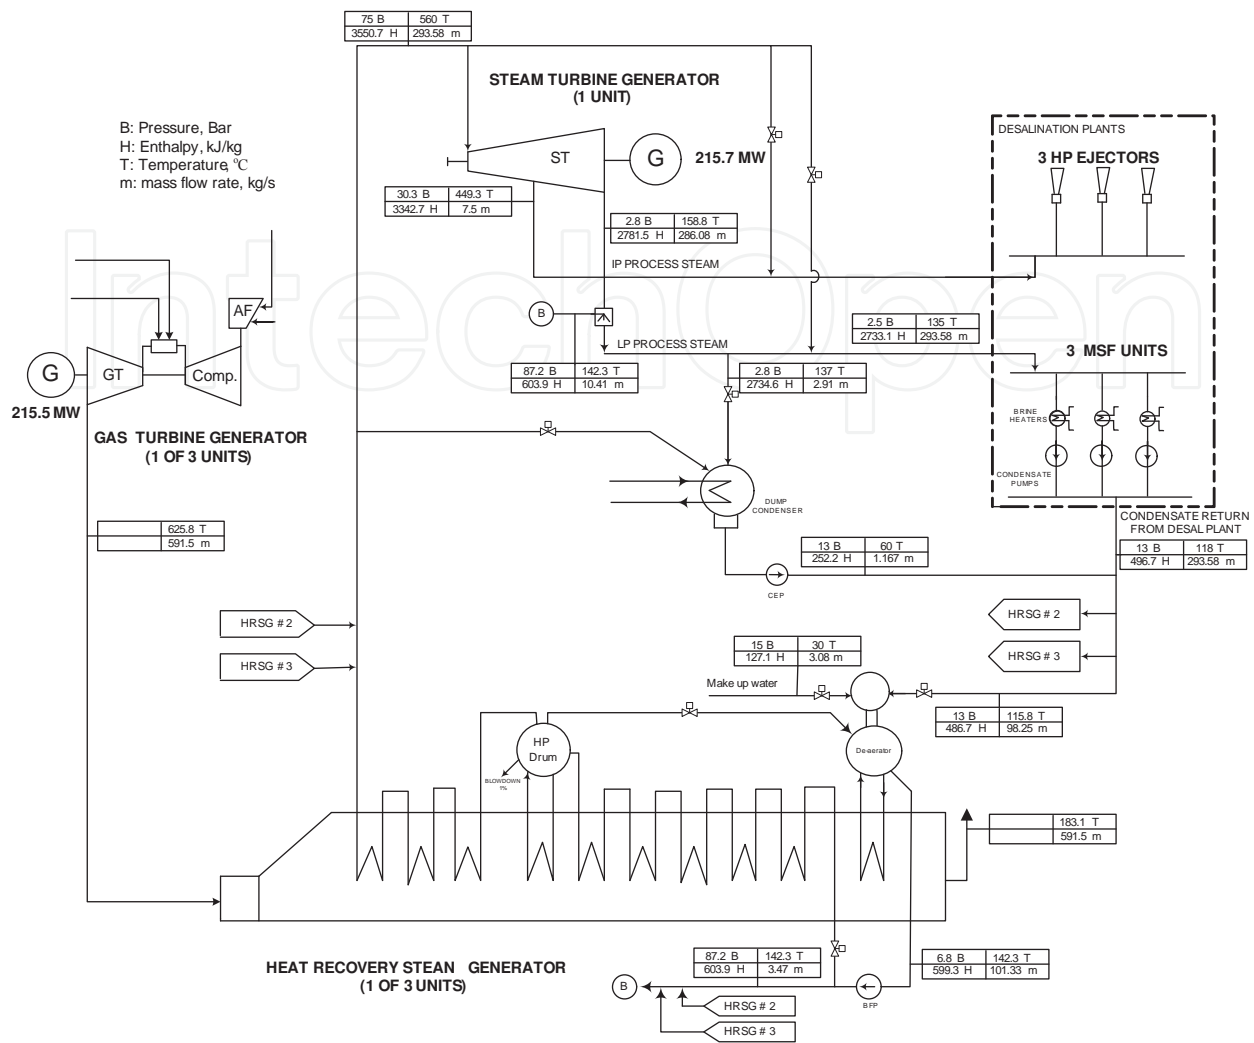 75 B 560 T
3550.7 H 293.58 m
STEAM TURBINE GENERATOR
(1 UNIT)
B: Pressure, Bar
H: Enthalpy, kJ/kg
T: Temperature, °C
m: mass flow rate, kg/s
DESALINATION PLANTS
3 HP EJECTORS
ST
G
215.7 MW
30.3 B 449.3 T
3342.7 H 7.5 m
2.8 B 158.8 T
2781.5 H 286.08 m
IP PROCESS STEAM
InTechOpen
AF
B
2.5 B 135 T
2733.1 H 293.58 m
LP PROCESS STEAM
3 MSF UNITS
G
GT
Comp.
87.2 B 142.3 T
603.9 H 10.41 m
2.8 B 137 T
2734.6 H 2.91 m
215.5 MW
BRINE
HEATERS
GAS TURBINE GENERATOR
(1 OF 3 UNITS)
CONDENSATE
PUMPS
DUMP
CONDENSER
625.8 T
591.5 m
CONDENSATE RETURN
FROM DESAL PLANT
13 B 60 T
252.2 H 1.167 m
13 B 118 T
496.7 H 293.58 m
CEP
HRSG # 2
HRSG # 2
HRSG # 3
HRSG # 3
15 B 30 T
127.1 H 3.08 m
Make up water
13 B 115.8 T
486.7 H 98.25 m
HP
Drum
De-aerator
BLOWDOWN
1%
183.1 T
591.5 m
HEAT RECOVERY STEAN GENERATOR
(1 OF 3 UNITS)
87.2 B 142.3 T
603.9 H 3.47 m
6.8 B 142.3 T
599.3 H 101.33 m
B
BFP
HRSG # 2
HRSG # 3